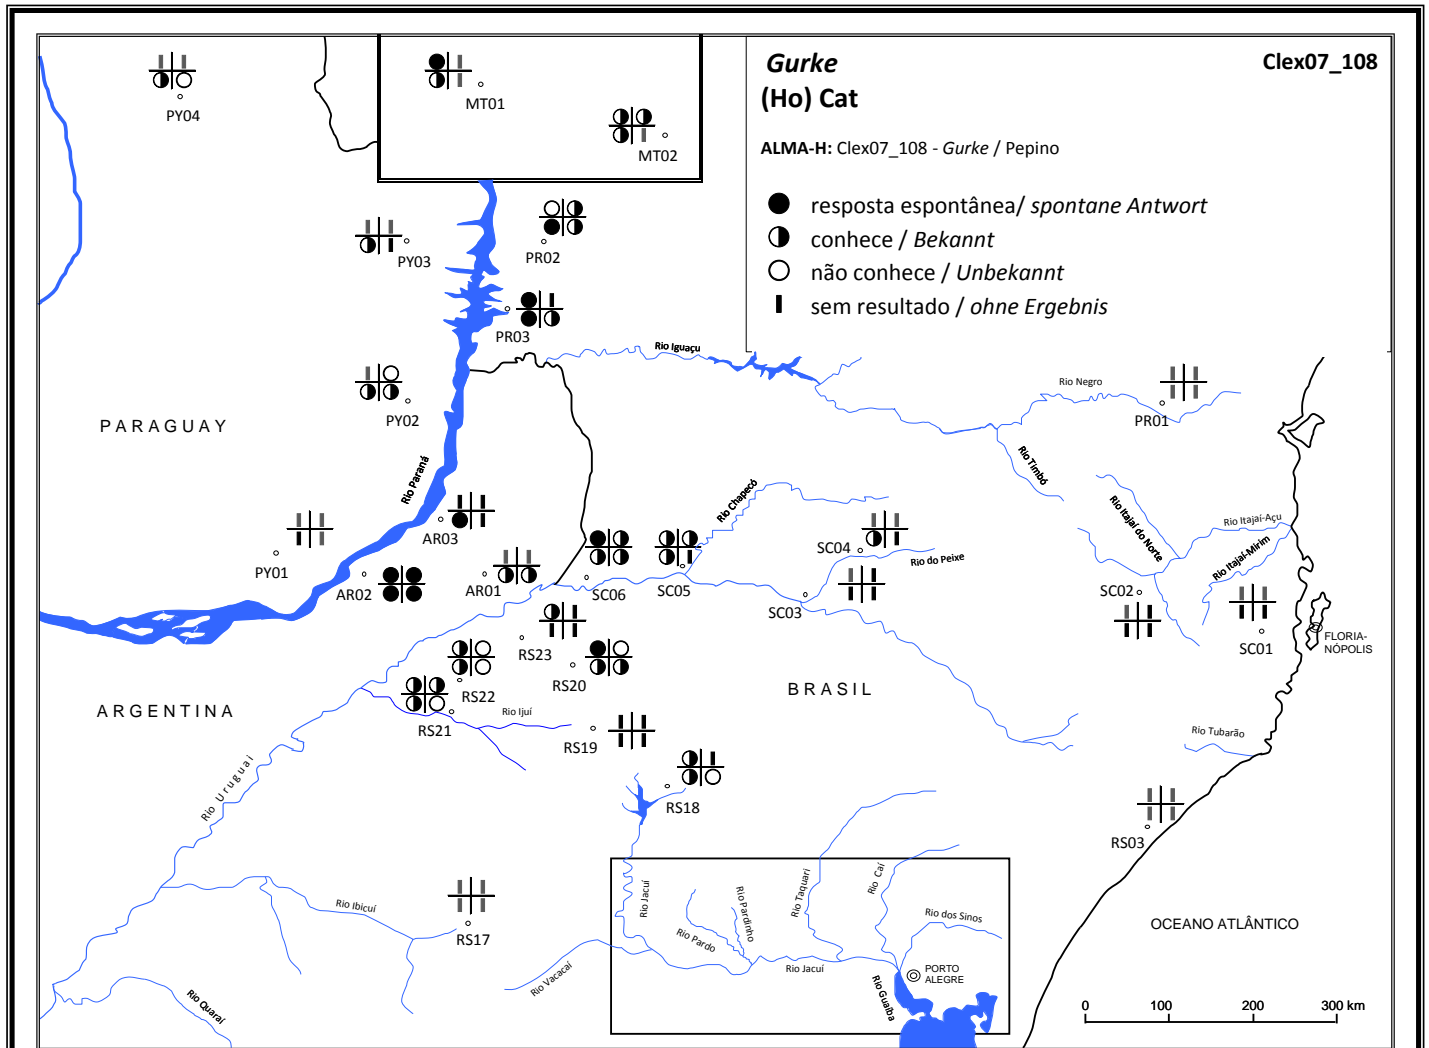 Gurke
(Ho) Cat
Clex07_108
ALMA-H: Clex07_108 - Gurke / Pepino
resposta espontânea/ spontane Antwort
conhece / Bekannt
não conhece / Unbekannt
sem resultado / ohne Ergebnis
PY04
MT01
MT02
PY03
PR02
PR03
Rio Iguaçu
Rio Negro
PR01
PY02
PARAGUAY
Rio Paraná
Rio Timbó
Rio Chapecó
Rio Itajaí do Norte
Rio Itajaí-Açu
Rio Itajaí-Mirim
AR03
SC04
Rio do Peixe
PY01
AR02
AR01
SC06
SC05
SC03
SC02
SC01
FLORIA-
NÓPOLIS
RS23
RS20
RS22
RS21
Rio Ijuí
BRASIL
ARGENTINA
RS19
Rio Tubarão
RS18
Rio Uruguai
RS03
Rio Jacuí
Rio Pardo
Rio Pardinho
Rio Taquari
Rio Caí
Rio dos Sinos
Rio Ibicuí
RS17
OCEANO ATLÂNTICO
Rio Vacacaí
Rio Jacuí
PORTO
ALEGRE
Rio Guaíba
Rio Quaraí
0 100 200 300 km